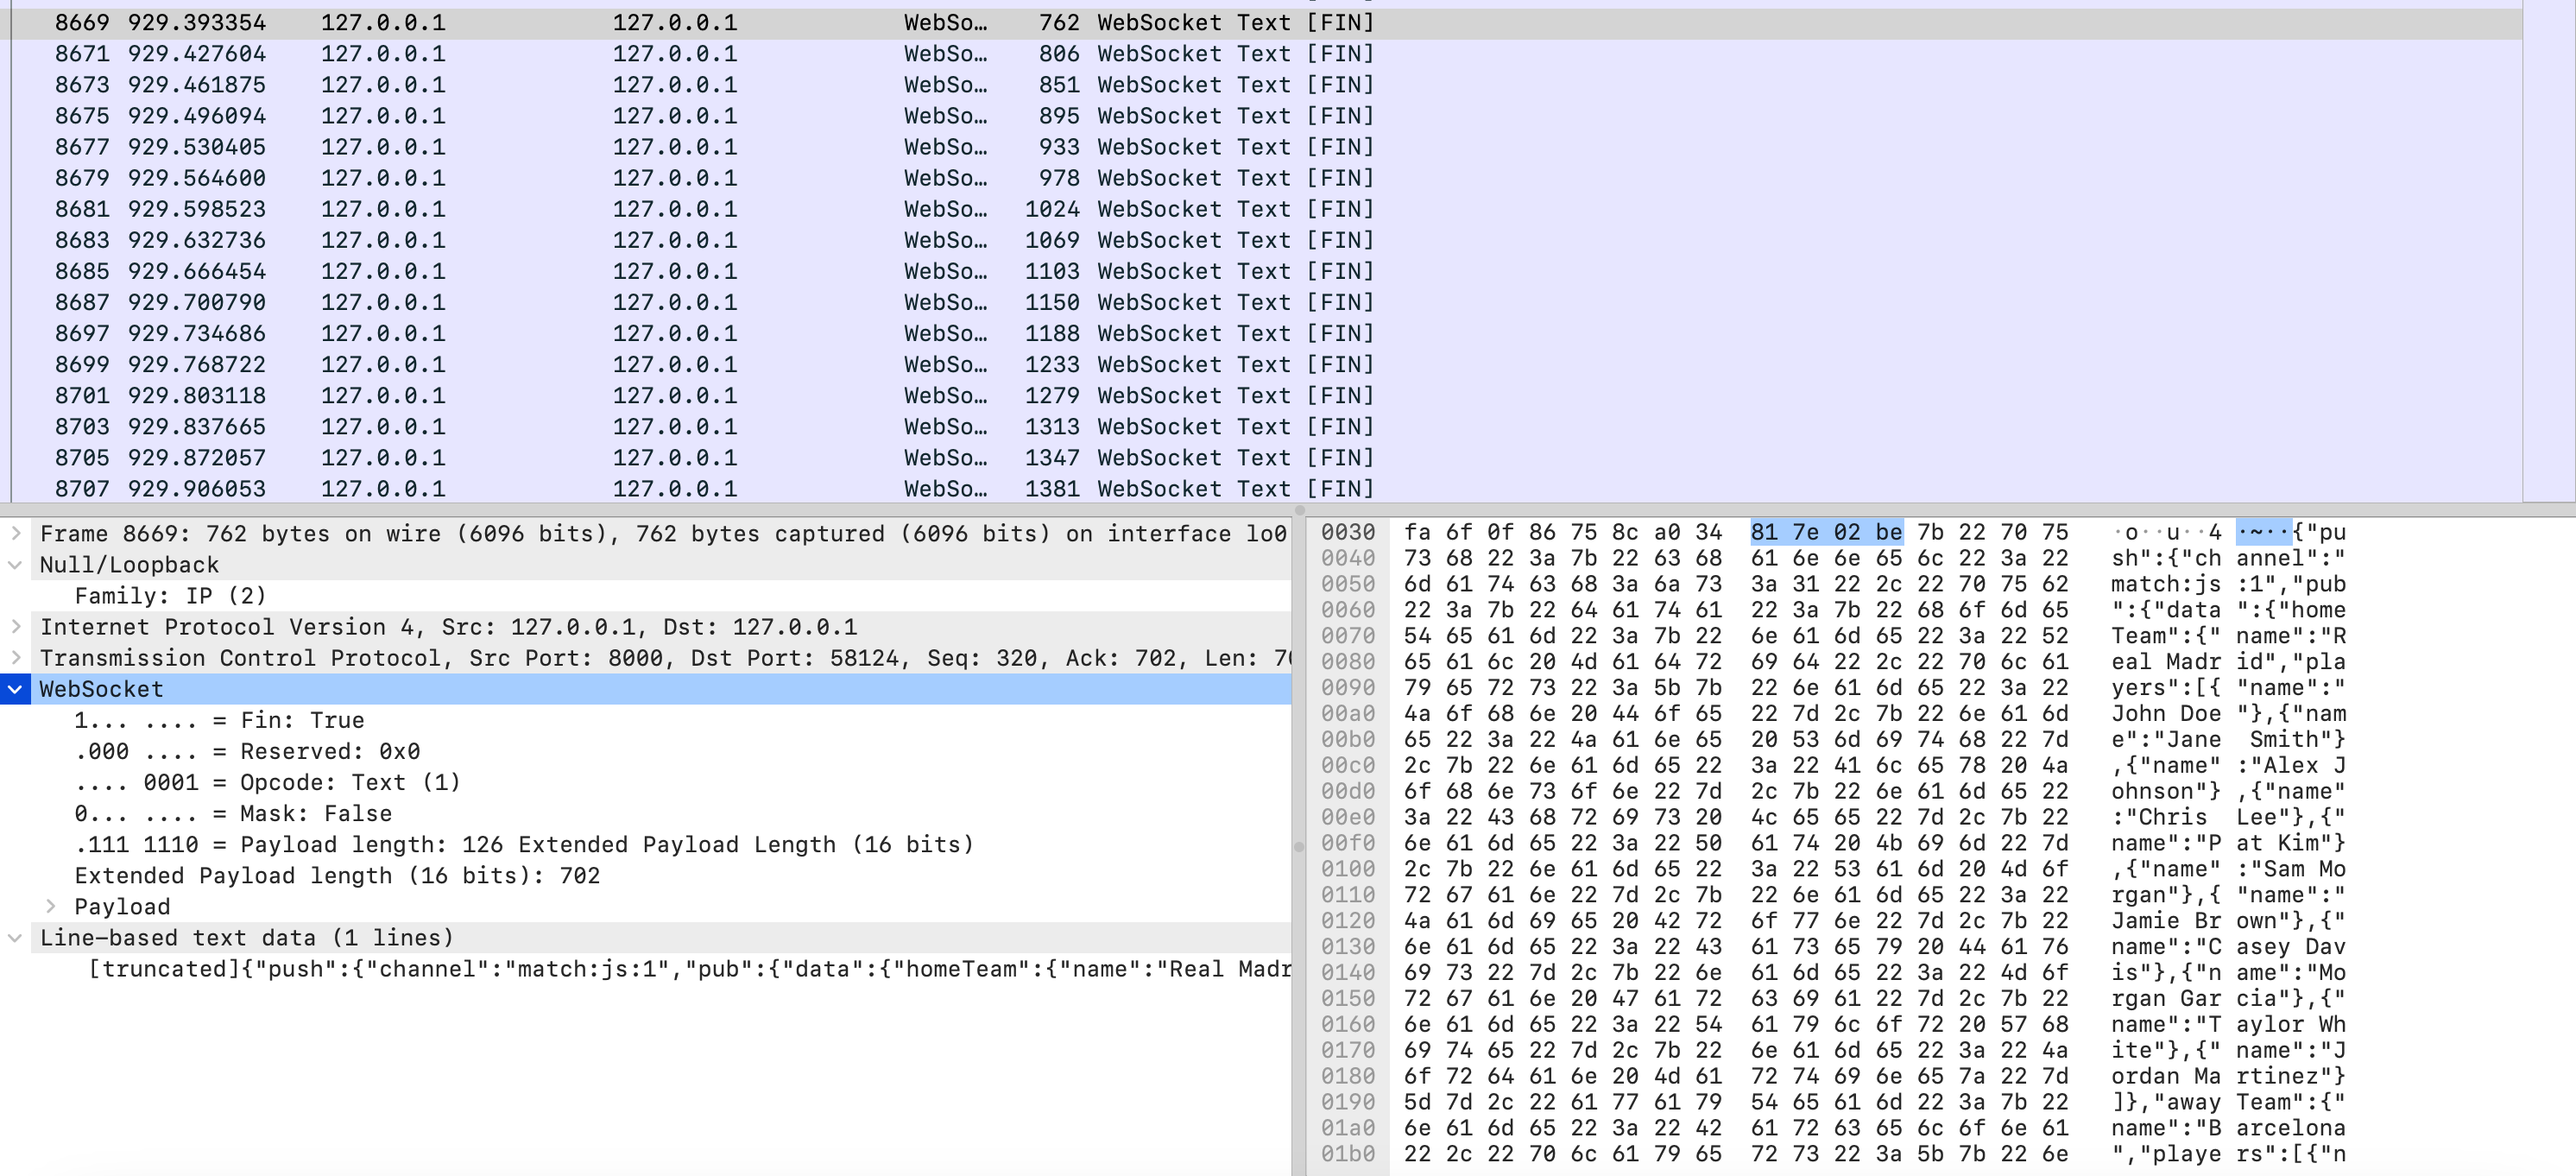 8669 929.393354 127.0.0.1 127.0.0.1 WebSo… 762 WebSocket Text [FIN]
8671 929.427604 127.0.0.1 127.0.0.1 WebSo… 806 WebSocket Text [FIN]
8673 929.461875 127.0.0.1 127.0.0.1 WebSo… 851 WebSocket Text [FIN]
8675 929.496094 127.0.0.1 127.0.0.1 WebSo… 895 WebSocket Text [FIN]
8677 929.530405 127.0.0.1 127.0.0.1 WebSo… 933 WebSocket Text [FIN]
8679 929.564600 127.0.0.1 127.0.0.1 WebSo… 978 WebSocket Text [FIN]
8681 929.598523 127.0.0.1 127.0.0.1 WebSo… 1024 WebSocket Text [FIN]
8683 929.632736 127.0.0.1 127.0.0.1 WebSo… 1069 WebSocket Text [FIN]
8685 929.666454 127.0.0.1 127.0.0.1 WebSo… 1103 WebSocket Text [FIN]
8687 929.700790 127.0.0.1 127.0.0.1 WebSo… 1150 WebSocket Text [FIN]
8697 929.734686 127.0.0.1 127.0.0.1 WebSo… 1188 WebSocket Text [FIN]
8699 929.768722 127.0.0.1 127.0.0.1 WebSo… 1233 WebSocket Text [FIN]
8701 929.803118 127.0.0.1 127.0.0.1 WebSo… 1279 WebSocket Text [FIN]
8703 929.837665 127.0.0.1 127.0.0.1 WebSo… 1313 WebSocket Text [FIN]
8705 929.872057 127.0.0.1 127.0.0.1 WebSo… 1347 WebSocket Text [FIN]
8707 929.906053 127.0.0.1 127.0.0.1 WebSo… 1381 WebSocket Text [FIN]
Frame 8669: 762 bytes on wire (6096 bits), 762 bytes captured (6096 bits) on interface lo0
Null/Loopback
Family: IP (2)
Internet Protocol Version 4, Src: 127.0.0.1, Dst: 127.0.0.1
Transmission Control Protocol, Src Port: 8000, Dst Port: 58124, Seq: 320, Ack: 702, Len: 70
WebSocket
1... .... = Fin: True
.000 .... = Reserved: 0x0
.... 0001 = Opcode: Text (1)
0... .... = Mask: False
.111 1110 = Payload length: 126 Extended Payload Length (16 bits)
Extended Payload length (16 bits): 702
Payload
Line-based text data (1 lines)
[truncated]{"push":{"channel":"match:js:1","pub":{"data":{"homeTeam":{"name":"Real Madr
0030 fa 6f 0f 86 75 8c a0 34 81 7e 02 be 7b 22 70 75 ·o··u··4 ·~··{"pu
0040 73 68 22 3a 7b 22 63 68 61 6e 6e 65 6c 22 3a 22 sh":{"ch annel":"
0050 6d 61 74 63 68 3a 6a 73 3a 31 22 2c 22 70 75 62 match:js :1","pub
0060 22 3a 7b 22 64 61 74 61 22 3a 7b 22 68 6f 6d 65 ":{"data ":{"home
0070 54 65 61 6d 22 3a 7b 22 6e 61 6d 65 22 3a 22 52 Team":{" name":"R
0080 65 61 6c 20 4d 61 64 72 69 64 22 2c 22 70 6c 61 eal Madr id","pla
0090 79 65 72 73 22 3a 5b 7b 22 6e 61 6d 65 22 3a 22 yers":[{ "name":"
00a0 4a 6f 68 6e 20 44 6f 65 22 7d 2c 7b 22 6e 61 6d John Doe "},{"nam
00b0 65 22 3a 22 4a 61 6e 65 20 53 6d 69 74 68 22 7d e":"Jane  Smith"}
00c0 2c 7b 22 6e 61 6d 65 22 3a 22 41 6c 65 78 20 4a ,{"name" :"Alex J
00d0 6f 68 6e 73 6f 6e 22 7d 2c 7b 22 6e 61 6d 65 22 ohnson"} ,{"name"
00e0 3a 22 43 68 72 69 73 20 4c 65 65 22 7d 2c 7b 22 :"Chris  Lee"},{"
00f0 6e 61 6d 65 22 3a 22 50 61 74 20 4b 69 6d 22 7d name":"P at Kim"}
0100 2c 7b 22 6e 61 6d 65 22 3a 22 53 61 6d 20 4d 6f ,{"name" :"Sam Mo
0110 72 67 61 6e 22 7d 2c 7b 22 6e 61 6d 65 22 3a 22 rgan"},{ "name":"
0120 4a 61 6d 69 65 20 42 72 6f 77 6e 22 7d 2c 7b 22 Jamie Br own"},{"
0130 6e 61 6d 65 22 3a 22 43 61 73 65 79 20 44 61 76 name":"C asey Dav
0140 69 73 22 7d 2c 7b 22 6e 61 6d 65 22 3a 22 4d 6f is"},{"n ame":"Mo
0150 72 67 61 6e 20 47 61 72 63 69 61 22 7d 2c 7b 22 rgan Gar cia"},{"
0160 6e 61 6d 65 22 3a 22 54 61 79 6c 6f 72 20 57 68 name":"T aylor Wh
0170 69 74 65 22 7d 2c 7b 22 6e 61 6d 65 22 3a 22 4a ite"},{" name":"J
0180 6f 72 64 61 6e 20 4d 61 72 74 69 6e 65 7a 22 7d ordan Ma rtinez"}
0190 5d 7d 2c 22 61 77 61 79 54 65 61 6d 22 3a 7b 22 ]},"away Team":{"
01a0 6e 61 6d 65 22 3a 22 42 61 72 63 65 6c 6f 6e 61 name":"B arcelona
01b0 22 2c 22 70 6c 61 79 65 72 73 22 3a 5b 7b 22 6e ","playe rs":[{"n